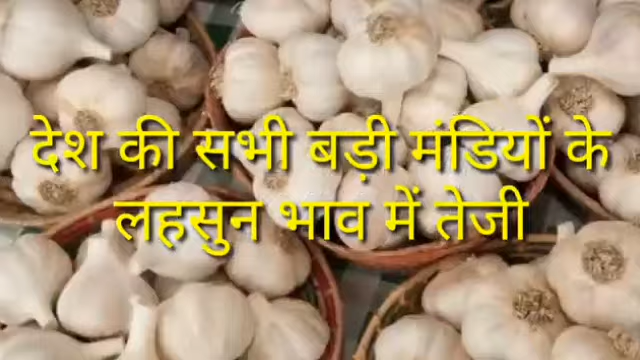 देश की सभी बड़ी मंडियों के
लहसुन भाव में तेजी